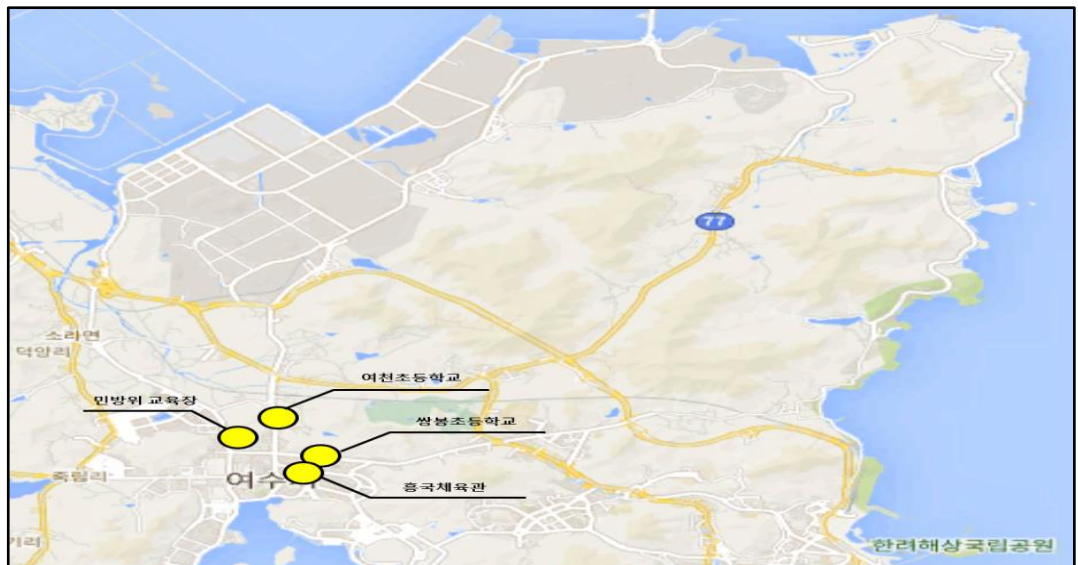 77
소라면
덕양리
여천초등학교
민방위 교육장
쌍봉초등학교
죽림리
여수
흥국체육관
한려해상국립공원